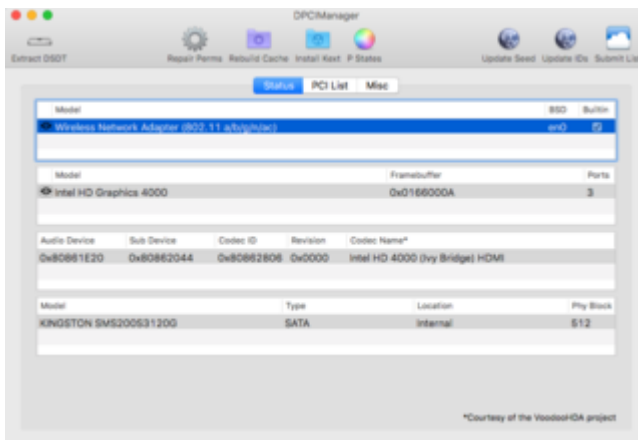 DPCIManager
Extract DSDT Repair Perms Rebuild Cache Install Kext P States Update Seed Update IDs Submit
Status PCI List Misc
Model BSD Builtin
Wireless Network Adapter (802.11 a/b/g/n/ac) en0
Model Framebuffer Ports
Intel HD Graphics 4000 0x0166000A 3
Audio Device Sub Device Codec ID Revision Codec Name*
0x80861E20 0x80862044 0x80862806 0x0000 Intel HD 4000 (Ivy Bridge) HDMI
Model Type Location Phy Block
KINGSTON SMS200S3120G SATA Internal 512
*Courtesy of the VoodooHDA project